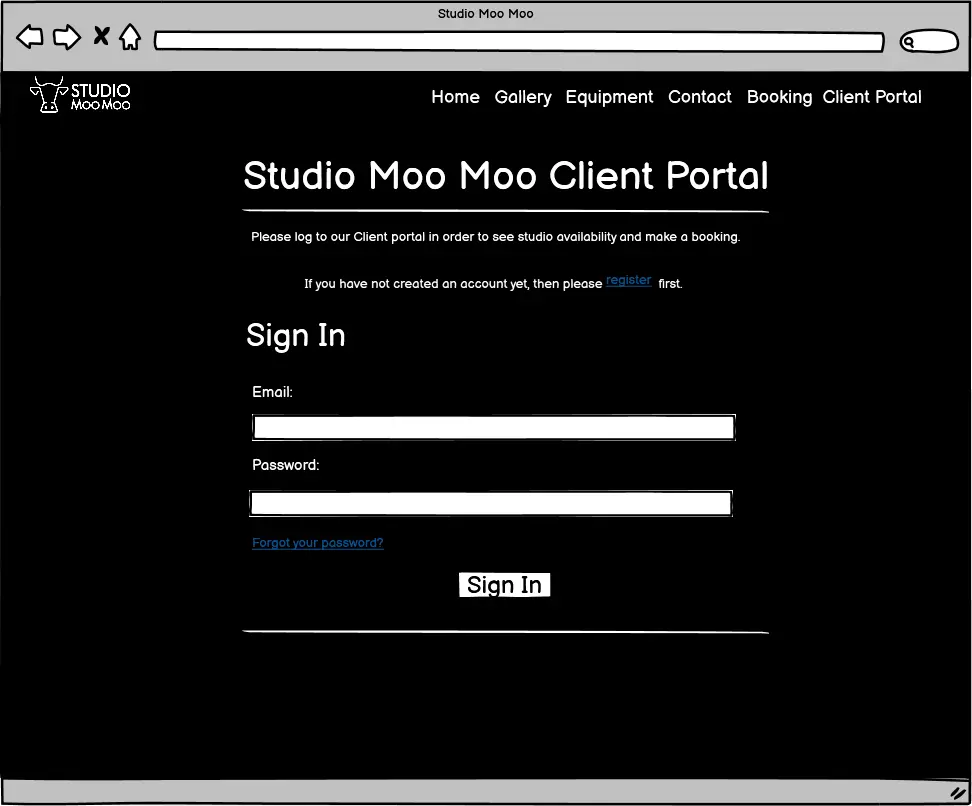 Studio Moo Moo
STUDIO
Moo Moo
Home Gallery Equipment Contact Booking Client Portal
Studio Moo Moo Client Portal
Please log to our Client portal in order to see studio availability and make a booking.
If you have not created an account yet, then please register first.
Sign In
Email:
Password:
Forgot your password?
Sign In